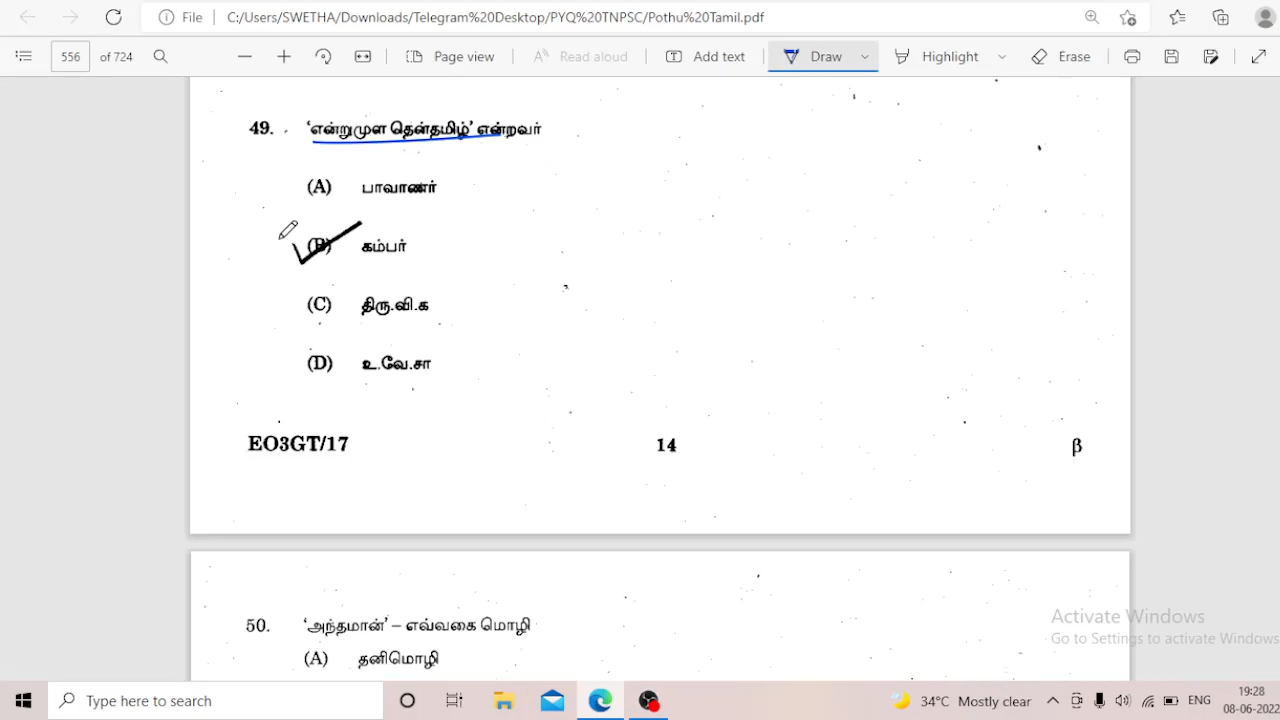 File C:/Users/SWETHA/Downloads/Telegram%20Desktop/PYQ%20TNPSC/Pothu%20Tamil.pdf
556 of 724 Page view Read aloud Add text Draw Highlight Erase
49. 'என்றுமுள தென்தமிழ்' என்றவர்
(A) பாவாணர்
(B) கம்பர்
(C) திரு.வி.க
(D) உ.வே.சா
EO3GT/17 14 β
50. 'அந்தமான்' – எவ்வகை மொழி
(A) தனிமொழி
Activate Windows
Go to Settings to activate Windows
Type here to search 34°C Mostly clear ENG 19:28
08-06-2022